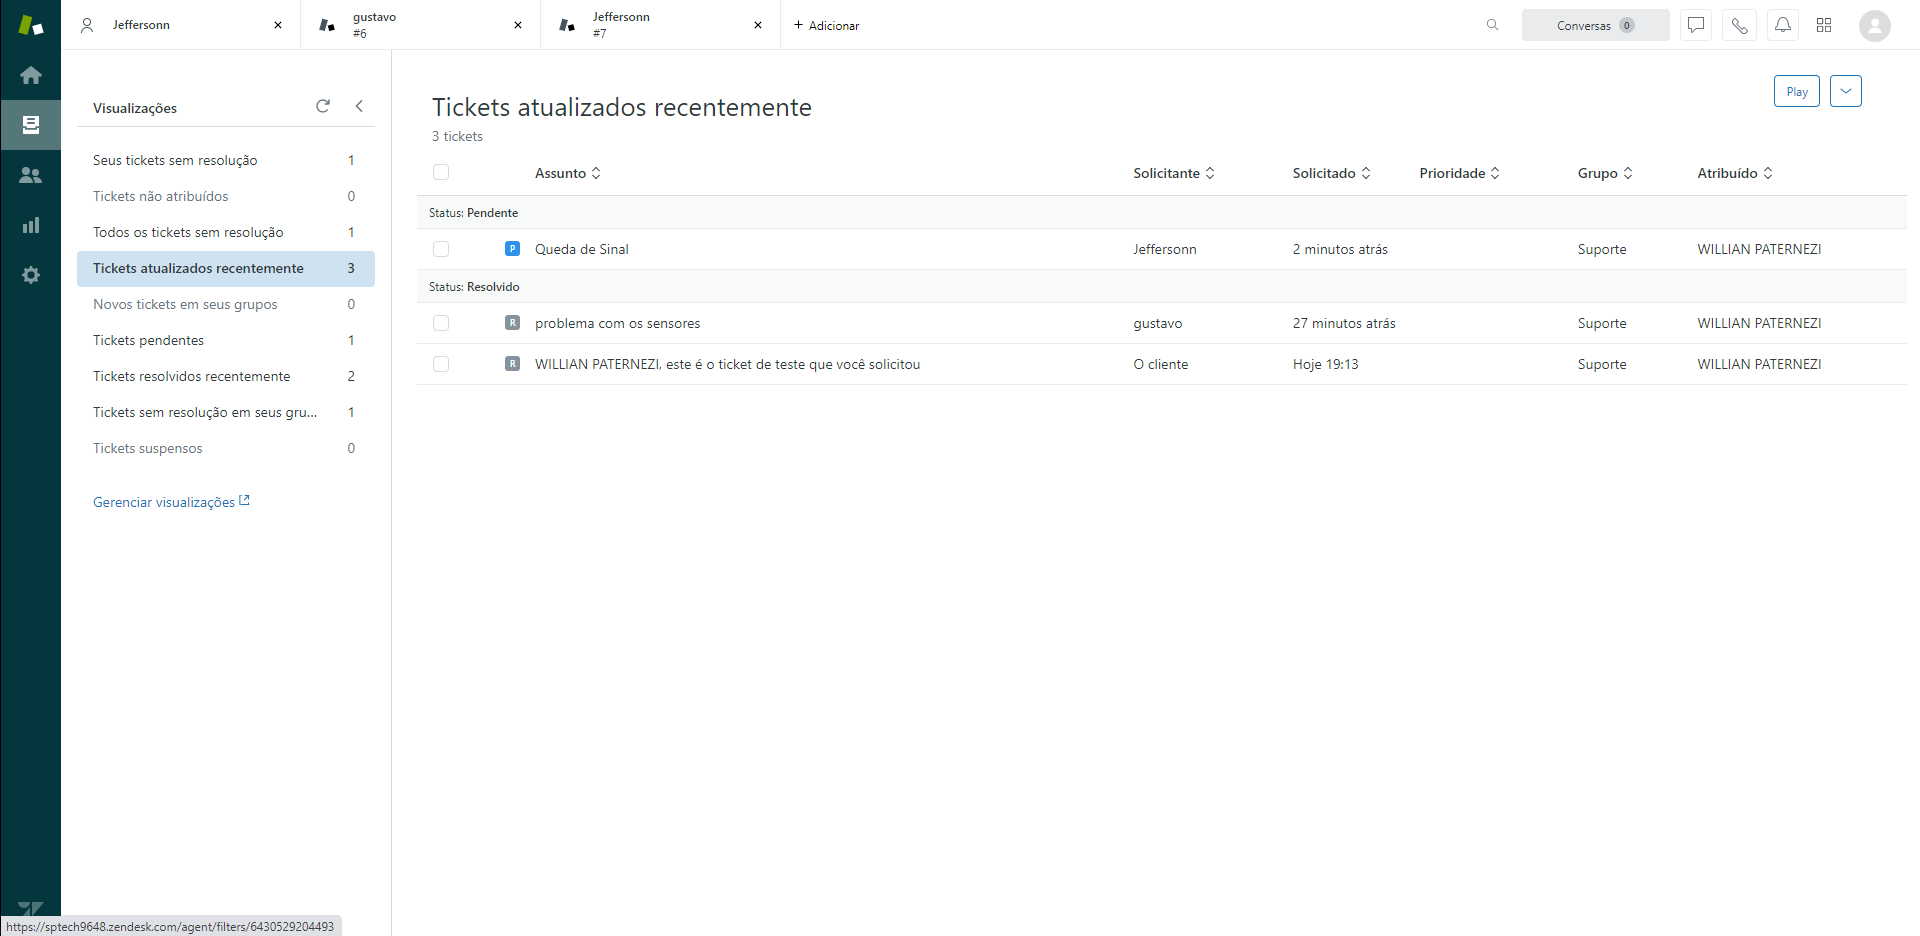 Jeffersonn
gustavo
#6
Jeffersonn
#7
+ Adicionar
Conversas 0
Visualizações
Seus tickets sem resolução 1
Tickets não atribuídos 0
Todos os tickets sem resolução 1
Tickets atualizados recentemente 3
Novos tickets em seus grupos 0
Tickets pendentes 1
Tickets resolvidos recentemente 2
Tickets sem resolução em seus gru... 1
Tickets suspensos 0
Gerenciar visualizações
Tickets atualizados recentemente
3 tickets
Play
Assunto Solicitante Solicitado Prioridade Grupo Atribuído
Status: Pendente
P Queda de Sinal Jeffersonn 2 minutos atrás Suporte WILLIAN PATERNEZI
Status: Resolvido
R problema com os sensores gustavo 27 minutos atrás Suporte WILLIAN PATERNEZI
R WILLIAN PATERNEZI, este é o ticket de teste que você solicitou O cliente Hoje 19:13 Suporte WILLIAN PATERNEZI
https://sptech9648.zendesk.com/agent/filters/6430529204493